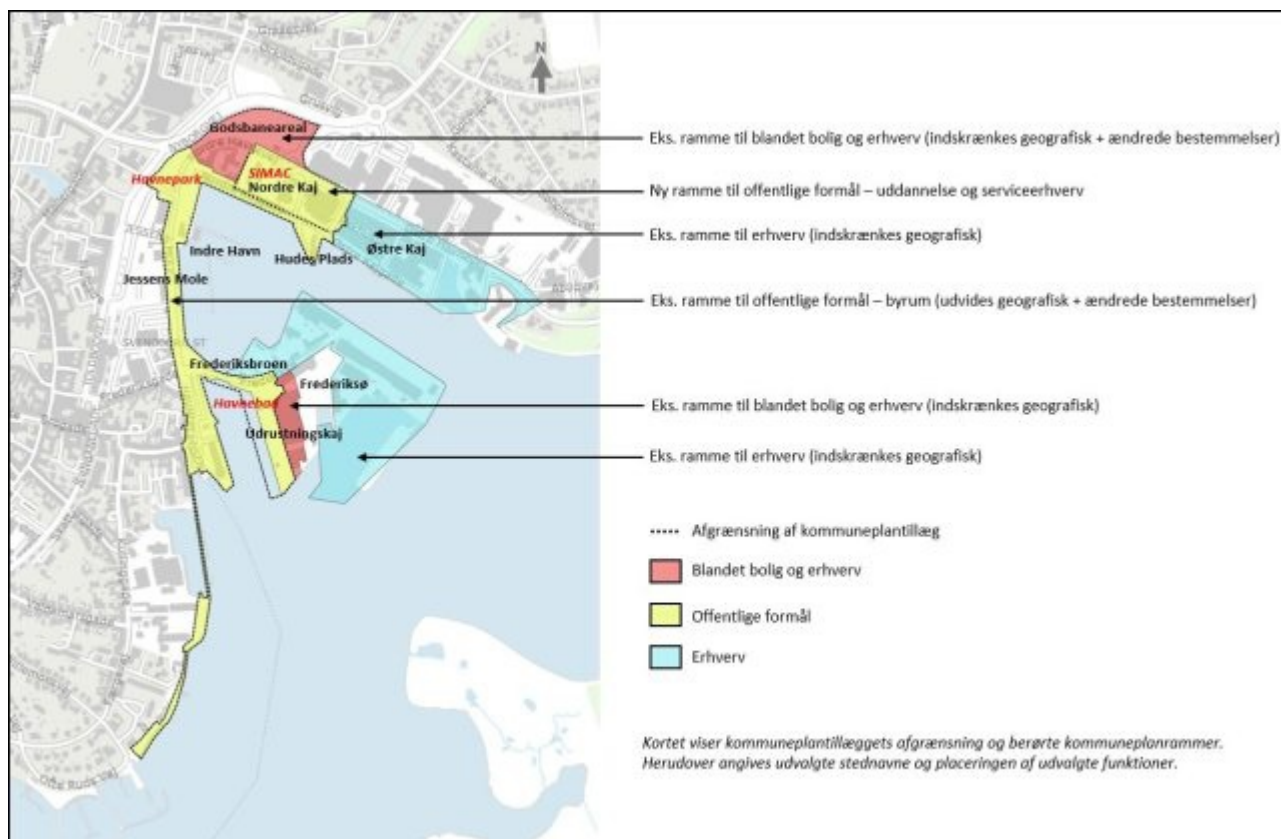 N
Godsbaneareal
Havnepark
SIMAC
Nordre Kaj
Indre Havn
Hudes Plads
Østre Kaj
Jessens Mole
Frederiksbroen
Frederiksø
Havnebad
Udrustningskaj
Eks. ramme til blandet bolig og erhverv (indskrænkes geografisk + ændrede bestemmelser)
Ny ramme til offentlige formål – uddannelse og serviceerhverv
Eks. ramme til erhverv (indskrænkes geografisk)
Eks. ramme til offentlige formål – byrum (udvides geografisk + ændrede bestemmelser)
Eks. ramme til blandet bolig og erhverv (indskrænkes geografisk)
Eks. ramme til erhverv (indskrænkes geografisk)
Afgrænsning af kommuneplantillæg
Blandet bolig og erhverv
Offentlige formål
Erhverv
Kortet viser kommuneplantillæggets afgrænsning og berørte kommuneplanrammer.
Herudover angives udvalgte stednavne og placeringen af udvalgte funktioner.